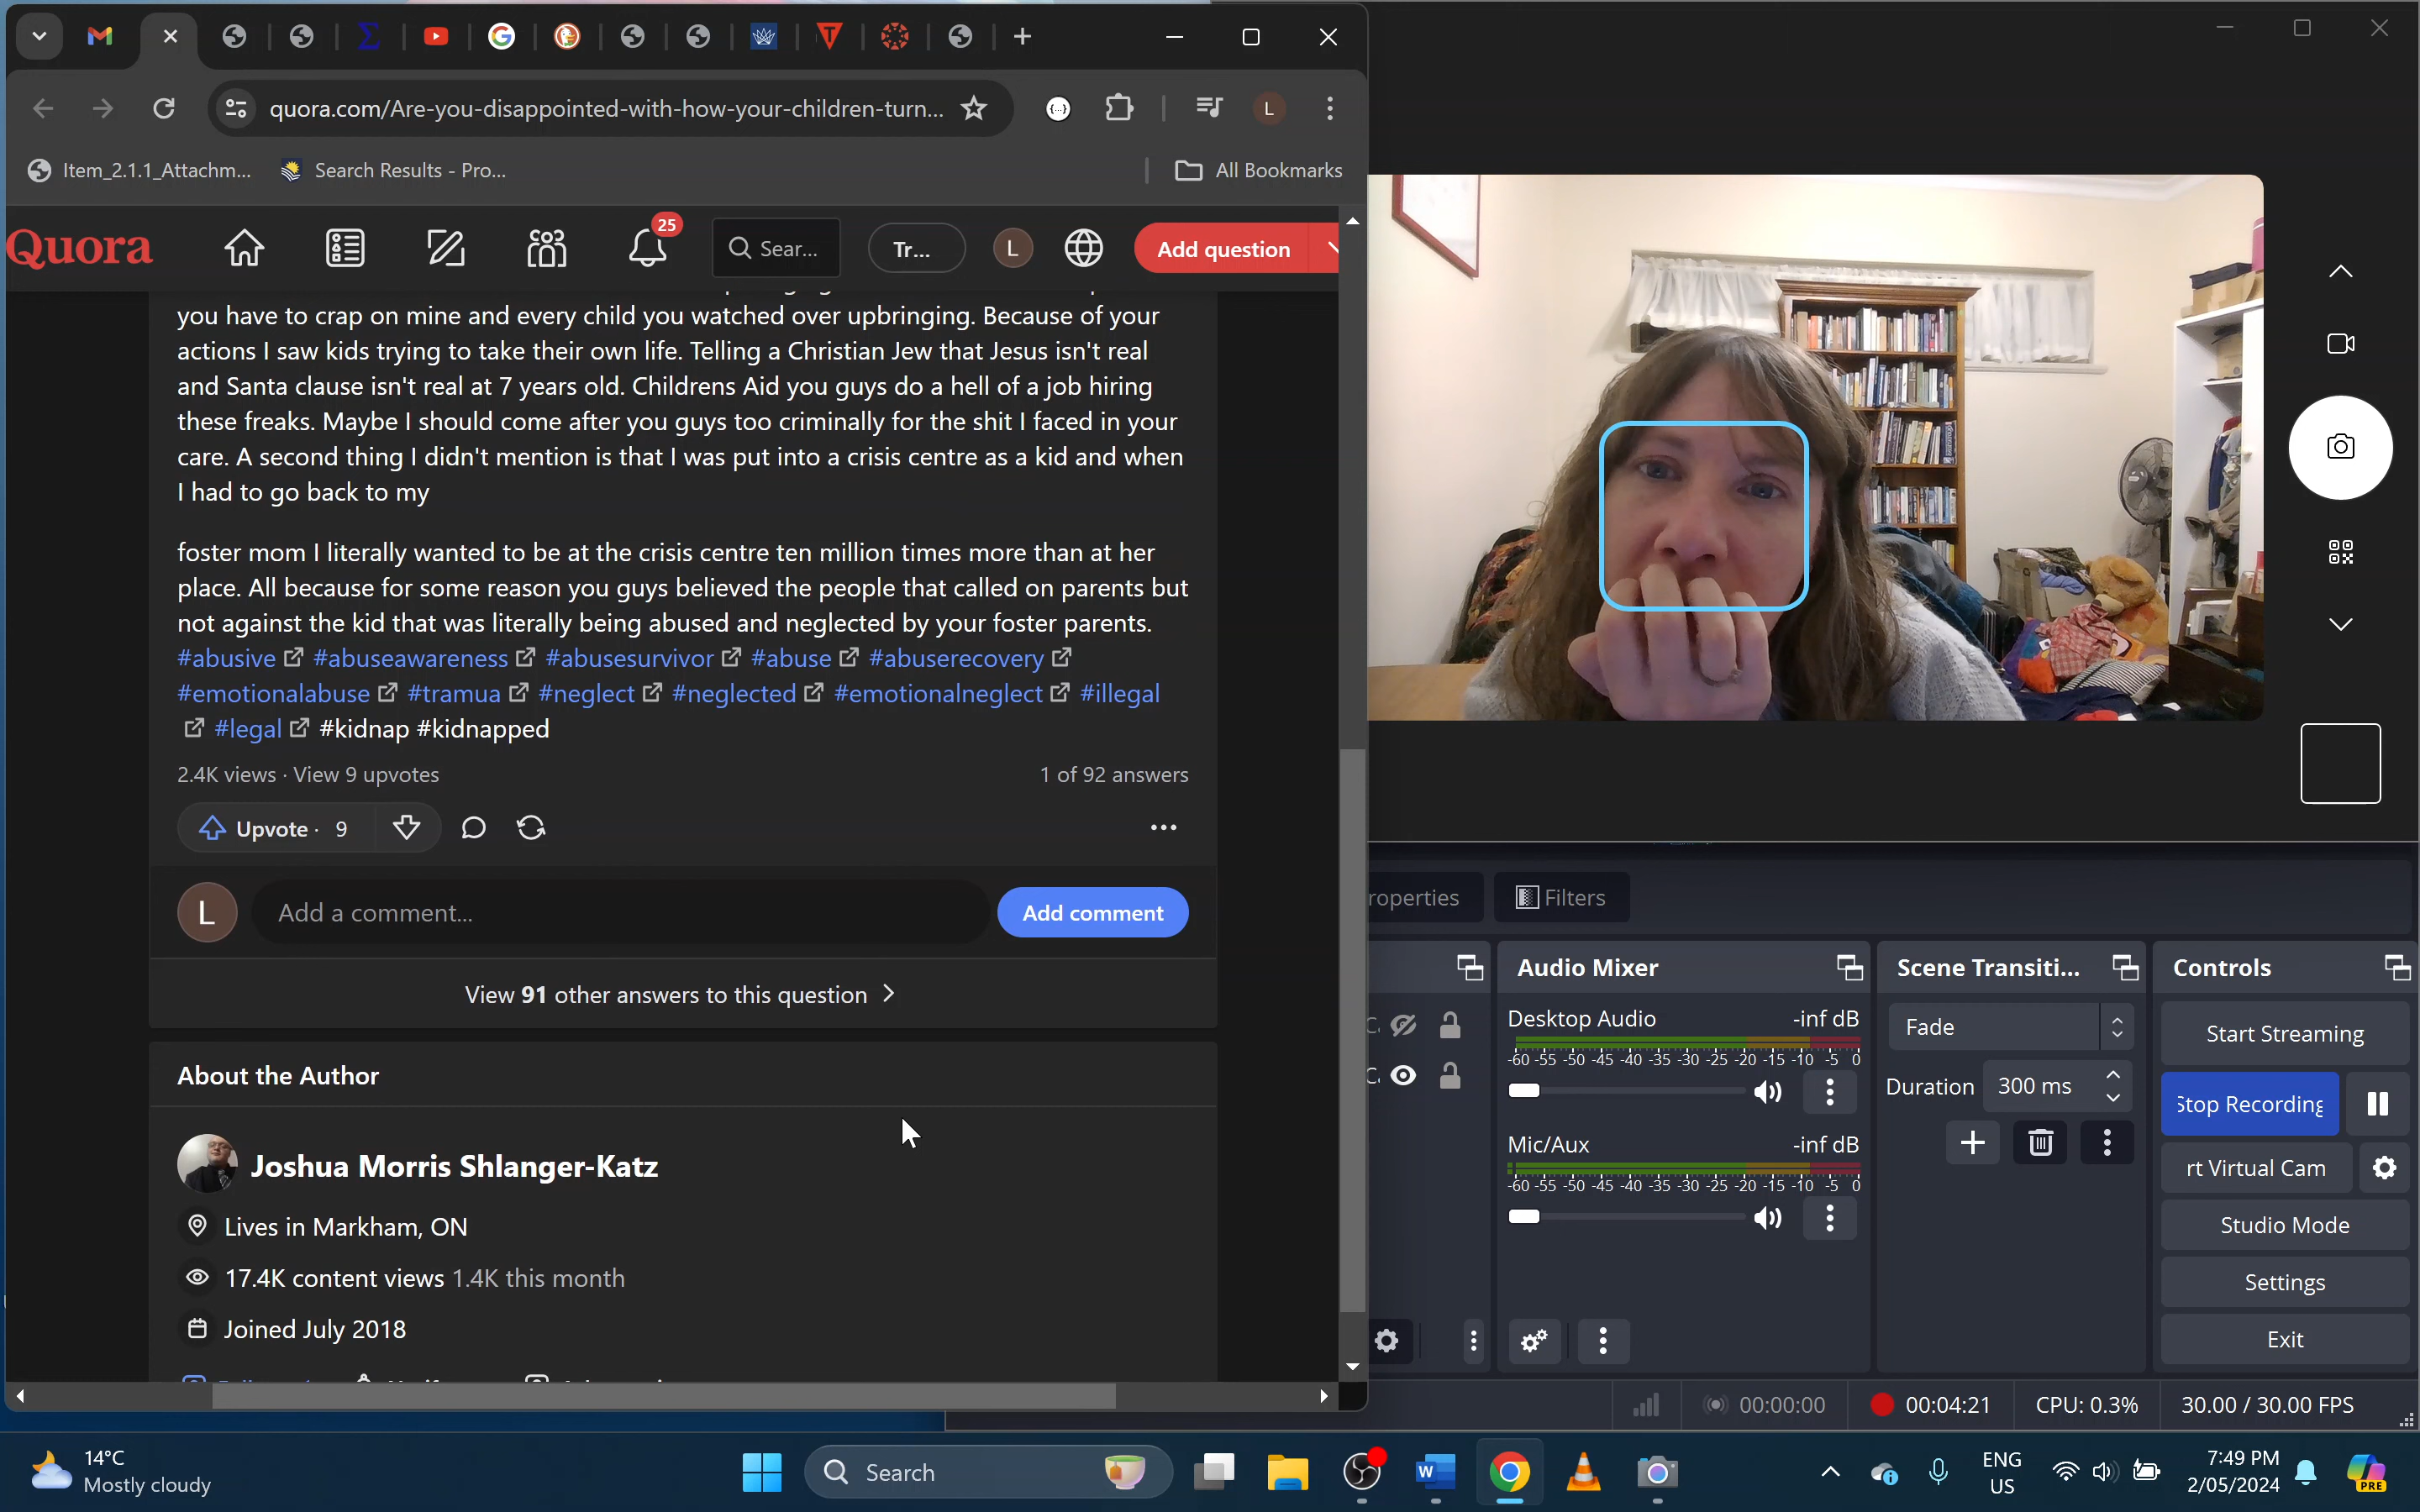 quora.com/Are-you-disappointed-with-how-your-children-turn...
L
Item_2.1.1_Attachm...
Search Results - Pro...
All Bookmarks
Quora
25
Sear...
Tr...
L
Add question
you have to crap on mine and every child you watched over upbringing. Because of your
actions I saw kids trying to take their own life. Telling a Christian Jew that Jesus isn't real
and Santa clause isn't real at 7 years old. Childrens Aid you guys do a hell of a job hiring
these freaks. Maybe I should come after you guys too criminally for the shit I faced in your
care. A second thing I didn't mention is that I was put into a crisis centre as a kid and when
I had to go back to my
foster mom I literally wanted to be at the crisis centre ten million times more than at her
place. All because for some reason you guys believed the people that called on parents but
not against the kid that was literally being abused and neglected by your foster parents.
#abusive #abuseawareness #abusesurvivor #abuse #abuserecovery
#emotionalabuse #tramua #neglect #neglected #emotionalneglect #illegal
#legal #kidnap #kidnapped
2.4K views · View 9 upvotes
1 of 92 answers
Upvote · 9
L
Add a comment...
Add comment
View 91 other answers to this question
About the Author
Joshua Morris Shlanger-Katz
Lives in Markham, ON
17.4K content views 1.4K this month
Joined July 2018
roperties
Filters
Audio Mixer
Scene Transiti...
Controls
Desktop Audio
-inf dB
-60 -55 -50 -45 -40 -35 -30 -25 -20 -15 -10 -5 0
Mic/Aux
-inf dB
-60 -55 -50 -45 -40 -35 -30 -25 -20 -15 -10 -5 0
Fade
Duration
300 ms
Start Streaming
Stop Recording
rt Virtual Cam
Studio Mode
Settings
Exit
00:00:00
00:04:21
CPU: 0.3%
30.00 / 30.00 FPS
14°C
Mostly cloudy
Search
ENG
US
7:49 PM
2/05/2024
PRE